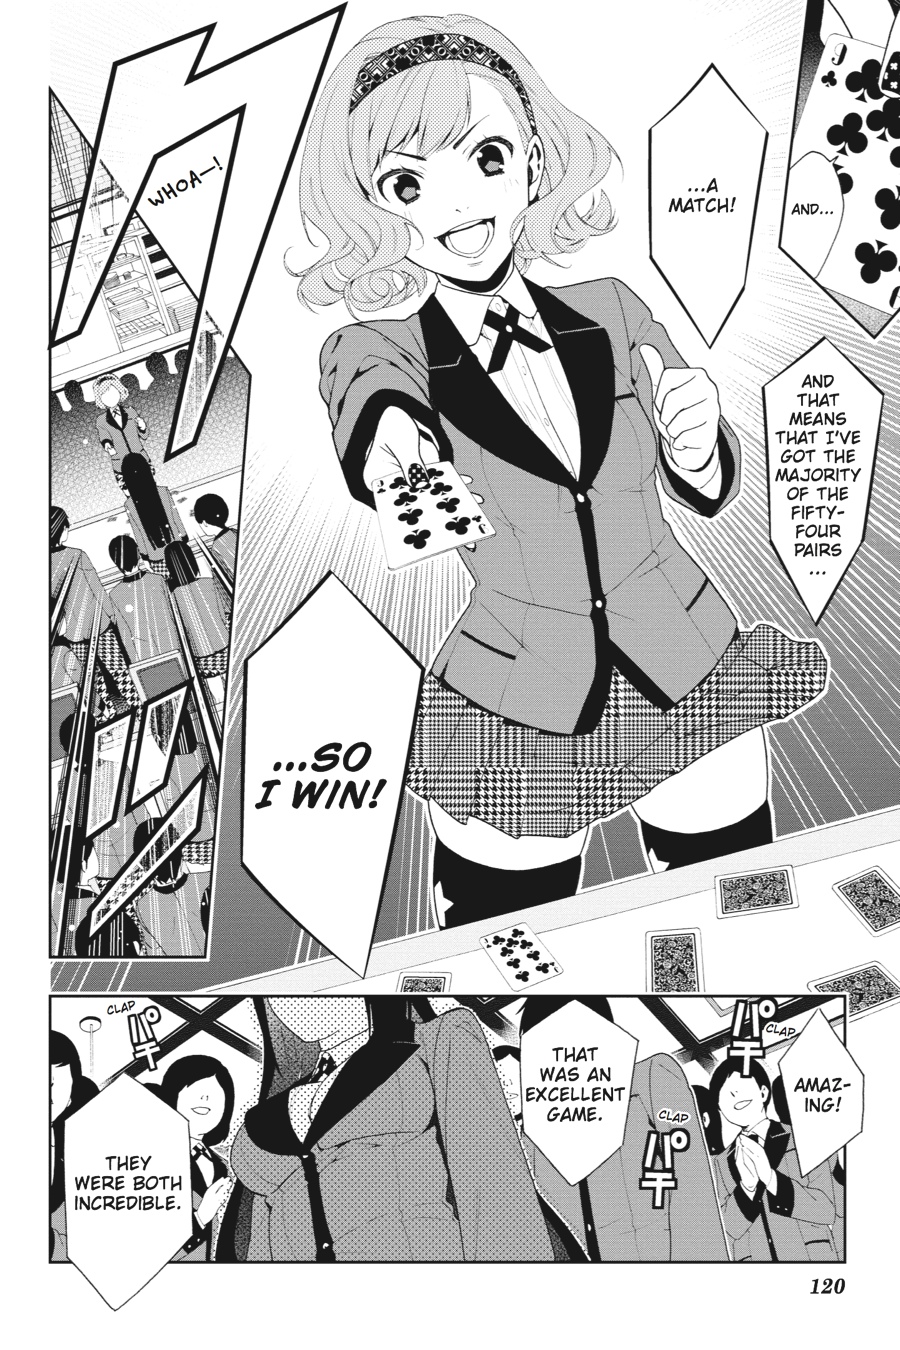 AND...
...A
MATCH!
AND
THAT
MEANS
THAT I'VE
GOT THE
MAJORITY
OF THE
FIFTY-
FOUR
PAIRS
...
...SO
I WIN!
WHOA—!
AMAZ-
ING!
CLAP
パチ
THAT
WAS AN
EXCELLENT
GAME.
CLAP
パチ
CLAP
パチ
THEY
WERE BOTH
INCREDIBLE.
120